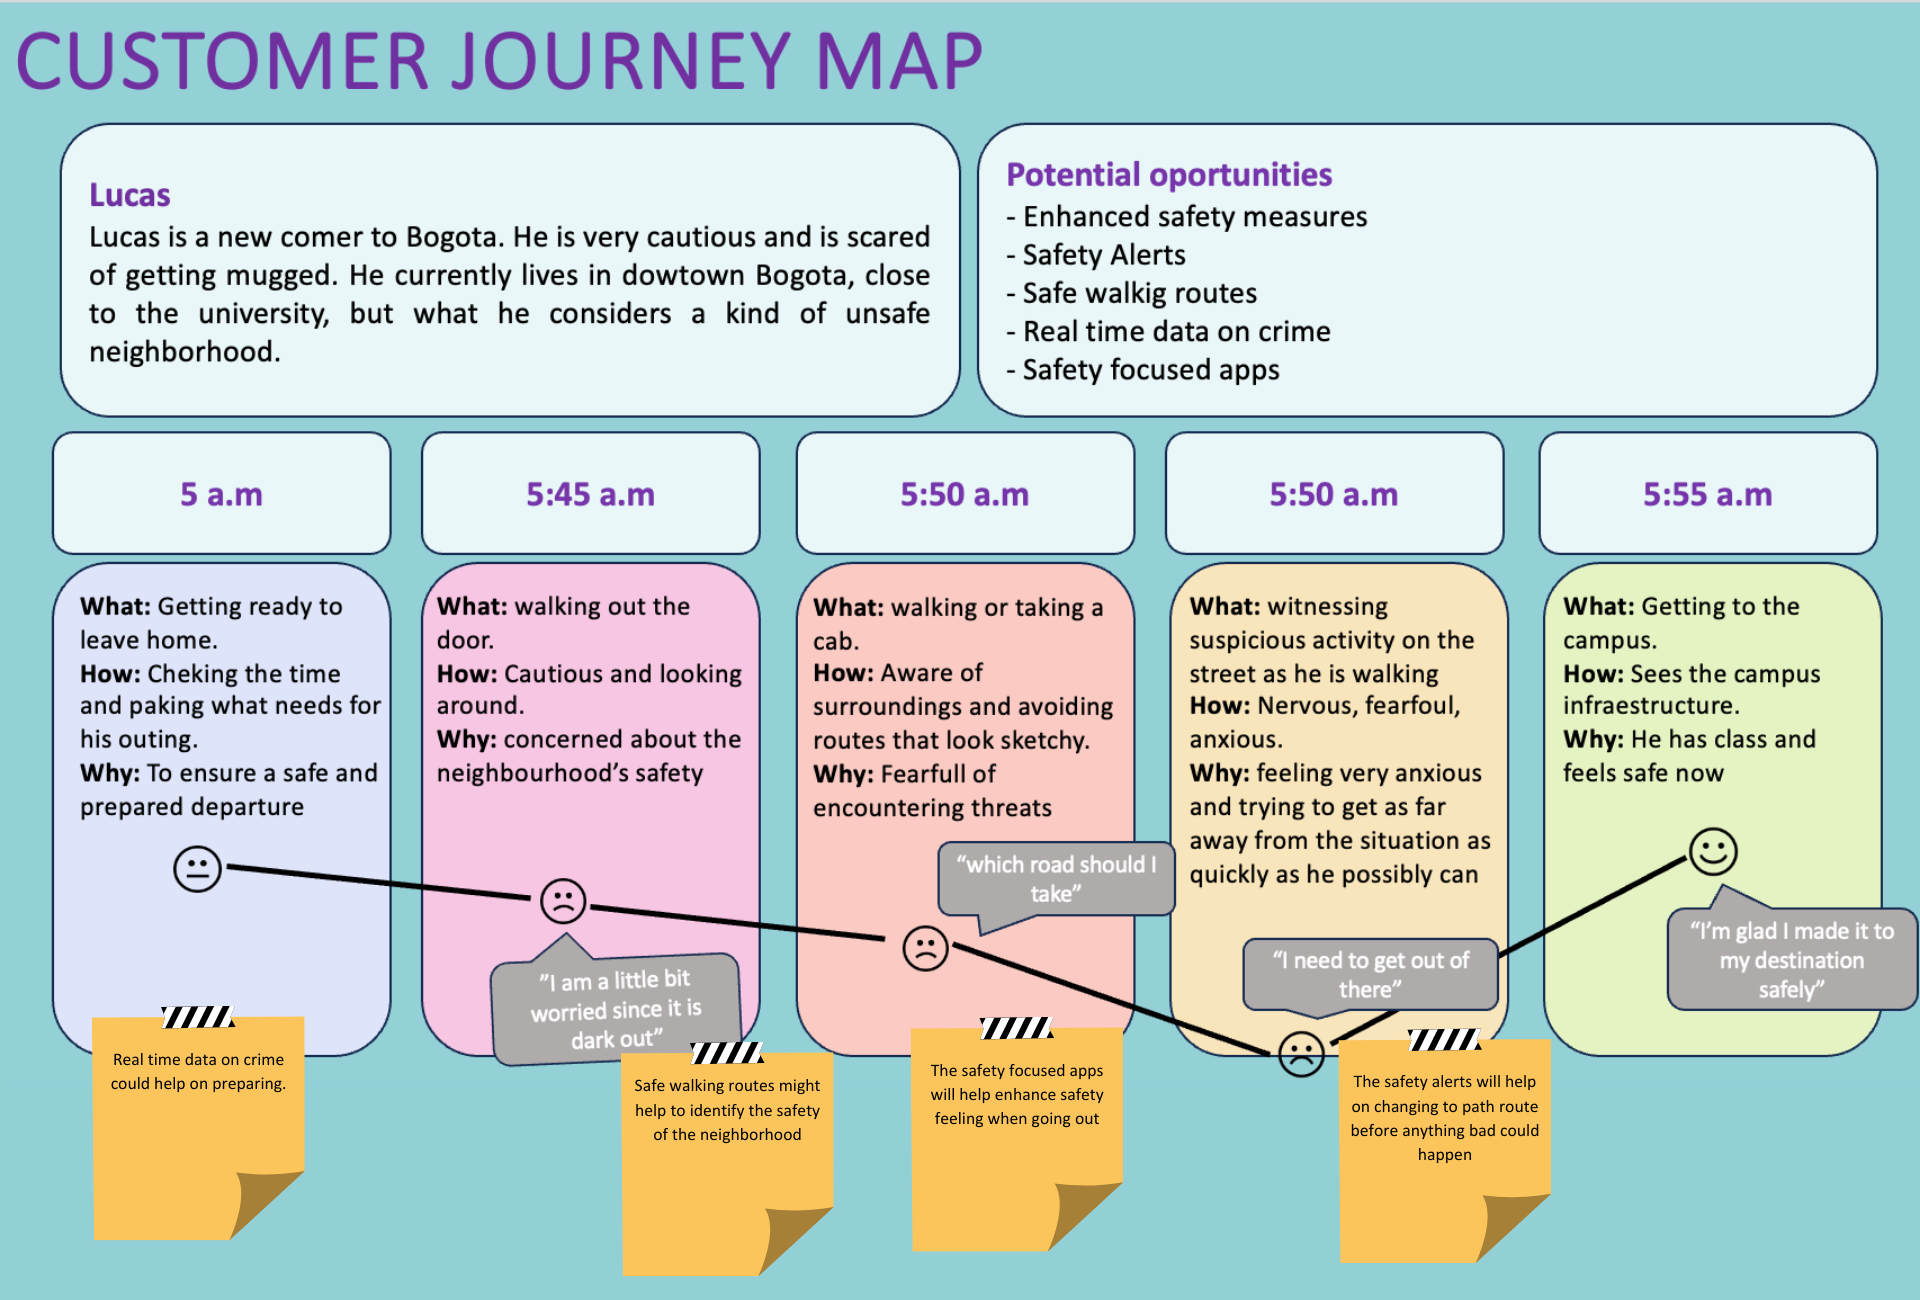 CUSTOMER JOURNEY MAP
Lucas
Lucas is a new comer to Bogota. He is very cautious and is scared
of getting mugged. He currently lives in dowtown Bogota, close
to the university, but what he considers a kind of unsafe
neighborhood.
Potential oportunities
- Enhanced safety measures
- Safety Alerts
- Safe walkig routes
- Real time data on crime
- Safety focused apps
5 a.m
5:45 a.m
5:50 a.m
5:50 a.m
5:55 a.m
What: Getting ready to
leave home.
How: Cheking the time
and paking what needs for
his outing.
Why: To ensure a safe and
prepared departure
What: walking out the
door.
How: Cautious and looking
around.
Why: concerned about the
neighbourhood’s safety
What: walking or taking a
cab.
How: Aware of
surroundings and avoiding
routes that look sketchy.
Why: Fearfull of
encountering threats
What: witnessing
suspicious activity on the
street as he is walking
How: Nervous, fearfoul,
anxious.
Why: feeling very anxious
and trying to get as far
away from the situation as
quickly as he possibly can
What: Getting to the
campus.
How: Sees the campus
infraestructure.
Why: He has class and
feels safe now
”I am a little bit
worried since it is
dark out”
“which road should I
take”
“I need to get out of
there”
“I’m glad I made it to
my destination
safely”
Real time data on crime
could help on preparing.
Safe walking routes might
help to identify the safety
of the neighborhood
The safety focused apps
will help enhance safety
feeling when going out
The safety alerts will help
on changing to path route
before anything bad could
happen